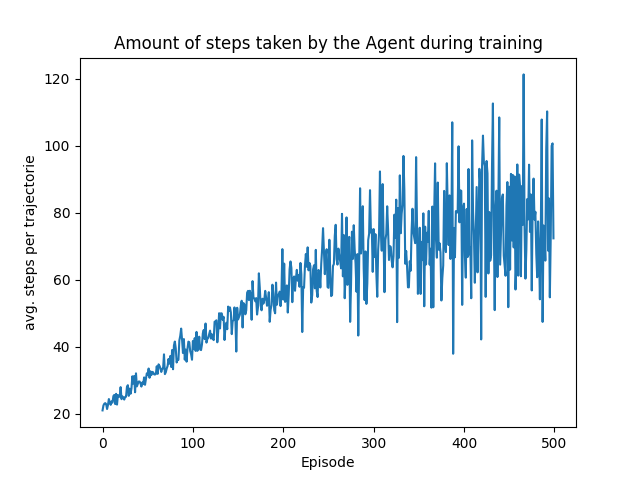 Amount of steps taken by the Agent during training
avg. steps per trajectorie
120
100
80
60
40
20
0 100 200 300 400 500
Episode